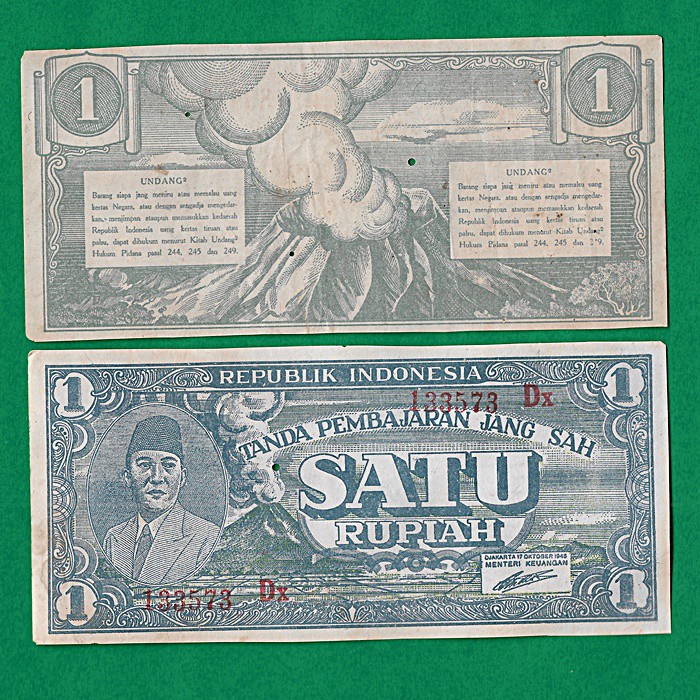 1
1
UNDANG²
Barang siapa jang meniru atau memalsu uang
kertas Negara, atau dengan sengadja mengedar-
kan, menjimpan ataupun memasukkan kedaerah
Republik Indonesia uang kertas tiruan atau
palsu, dapat dihukum menurut Kitab Undang²
Hukum Pidana pasal 244, 245 dan 249.
UNDANG²
Barang siapa jang meniru atau memalsu uang
kertas Negara, atau dengan sengadja mengedar-
kan, menjimpan ataupun memasukkan kedaerah
Republik Indonesia uang kertas tiruan atau
palsu, dapat dihukum menurut Kitab Undang²
Hukum Pidana pasal 244, 245 dan 249.
1
REPUBLIK INDONESIA
1
133573 Dx
TANDA PEMBAJARAN JANG SAH
SATU
RUPIAH
DJAKARTA 17 OKTOBER 1945
MENTERI KEUANGAN
1
133573 Dx
1